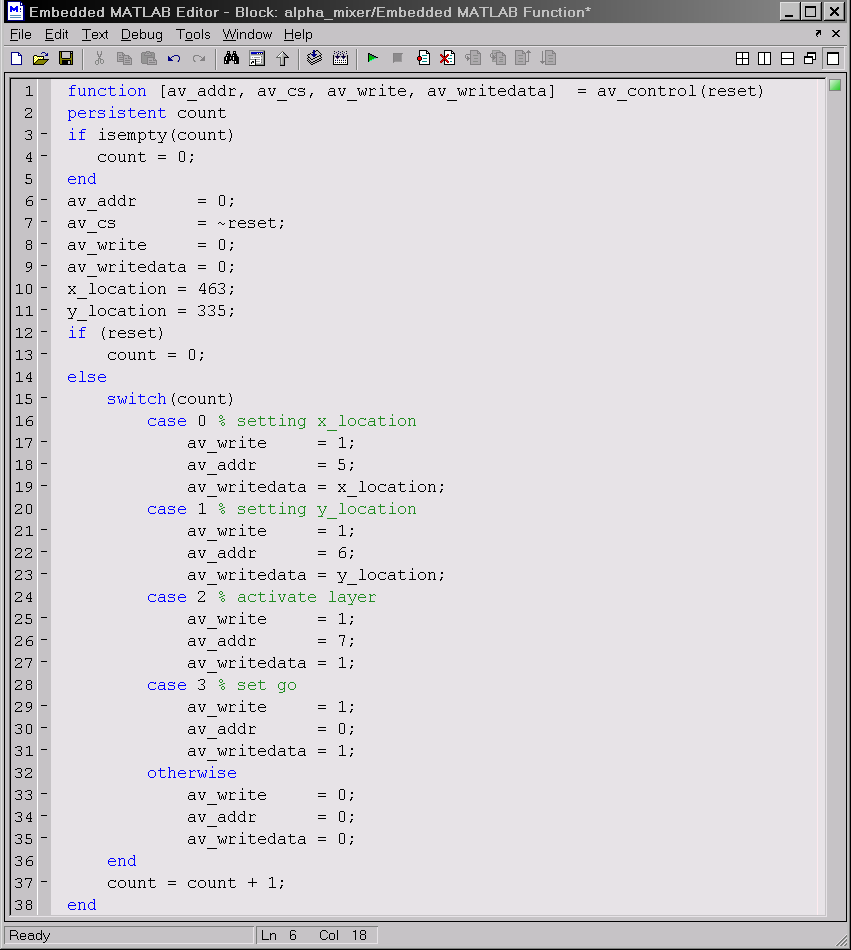 Embedded MATLAB Editor - Block: alpha_mixer/Embedded MATLAB Function*
File Edit Text Debug Tools Window Help
1 function [av_addr, av_cs, av_write, av_writedata]  = av_control(reset)
2 persistent count
3 - if isempty(count)
4 -    count = 0;
5 end
6 - av_addr      = 0;
7 - av_cs        = ~reset;
8 - av_write     = 0;
9 - av_writedata = 0;
10 - x_location = 463;
11 - y_location = 335;
12 - if (reset)
13 -     count = 0;
14 else
15 -     switch(count)
16         case 0 % setting x_location
17 -             av_write     = 1;
18 -             av_addr      = 5;
19 -             av_writedata = x_location;
20         case 1 % setting y_location
21 -             av_write     = 1;
22 -             av_addr      = 6;
23 -             av_writedata = y_location;
24         case 2 % activate layer
25 -             av_write     = 1;
26 -             av_addr      = 7;
27 -             av_writedata = 1;
28         case 3 % set go
29 -             av_write     = 1;
30 -             av_addr      = 0;
31 -             av_writedata = 1;
32         otherwise
33 -             av_write     = 0;
34 -             av_addr      = 0;
35 -             av_writedata = 0;
36     end
37 -     count = count + 1;
38 end
Ready Ln 6 Col 18